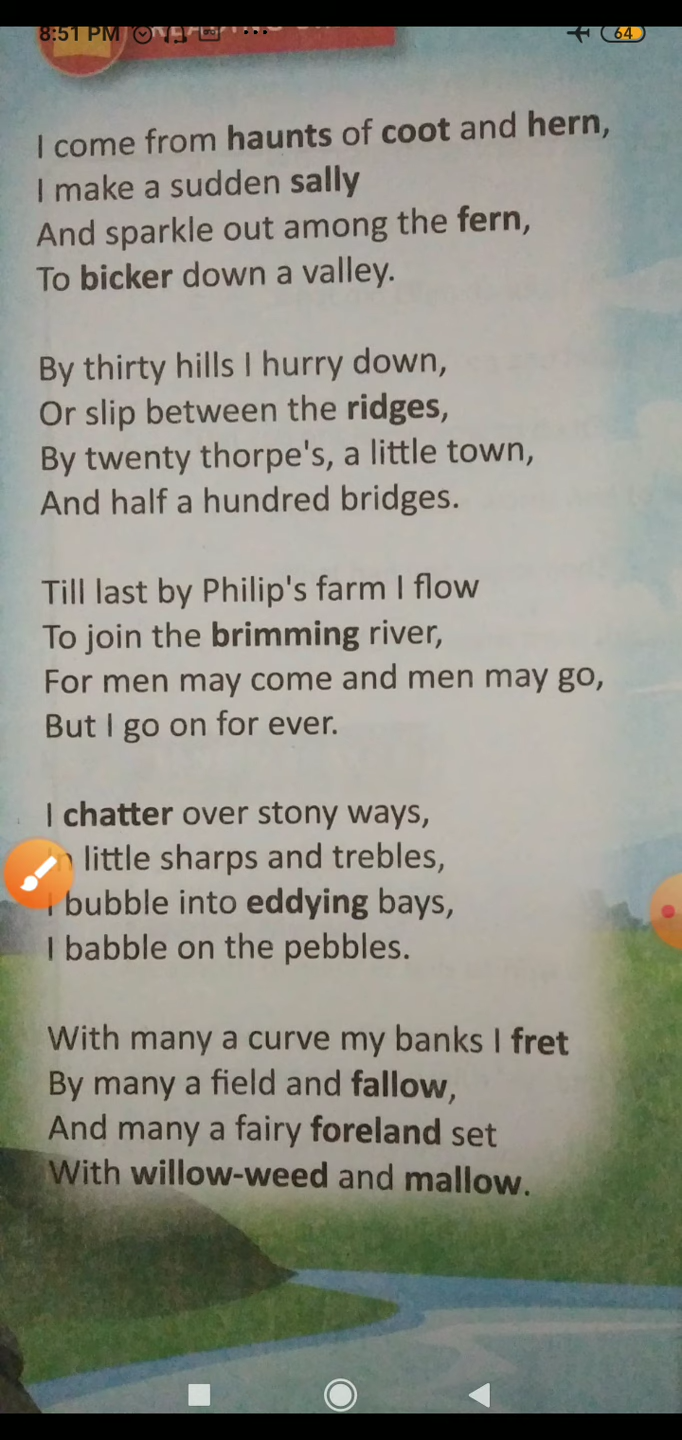 8:51 PM ... 64
I come from haunts of coot and hern,
I make a sudden sally
And sparkle out among the fern,
To bicker down a valley.
By thirty hills I hurry down,
Or slip between the ridges,
By twenty thorpe's, a little town,
And half a hundred bridges.
Till last by Philip's farm I flow
To join the brimming river,
For men may come and men may go,
But I go on for ever.
I chatter over stony ways,
In little sharps and trebles,
I bubble into eddying bays,
I babble on the pebbles.
With many a curve my banks I fret
By many a field and fallow,
And many a fairy foreland set
With willow-weed and mallow.